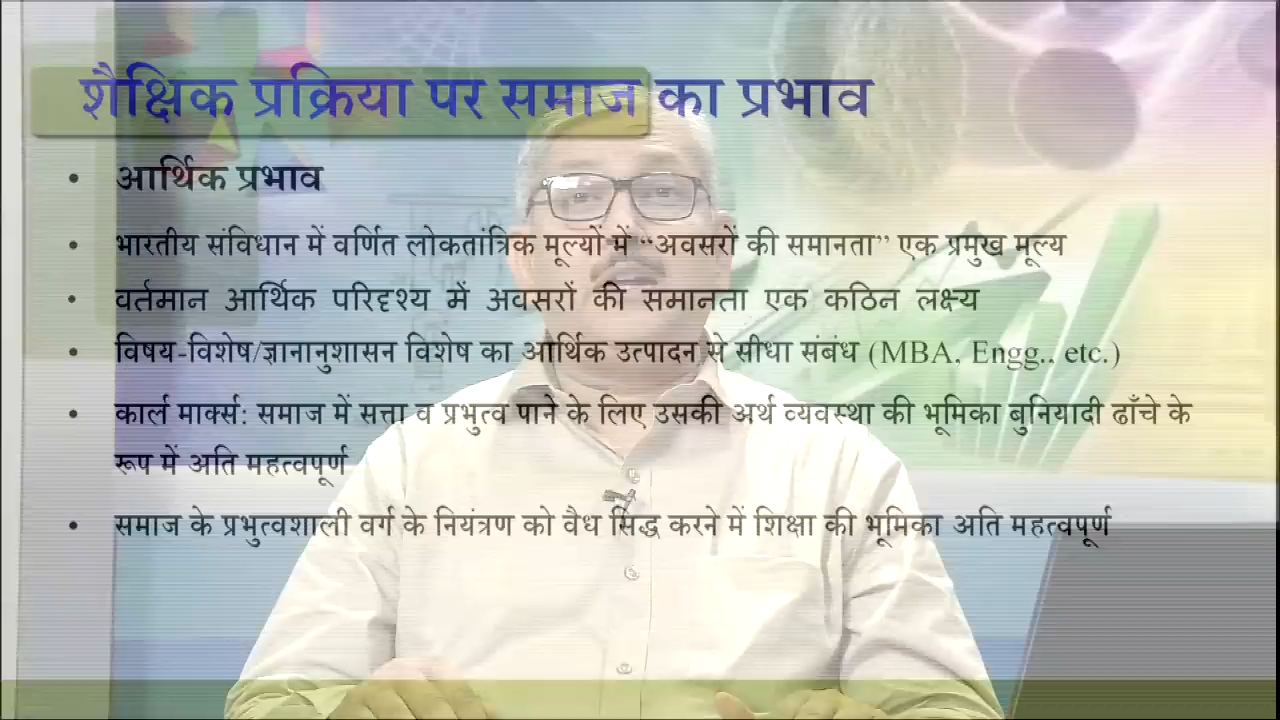 शैक्षिक प्रक्रिया पर समाज का प्रभाव
• आर्थिक प्रभाव
• भारतीय संविधान में वर्णित लोकतांत्रिक मूल्यों में “अवसरों की समानता” एक प्रमुख मूल्य
• वर्तमान आर्थिक परिदृश्य में अवसरों की समानता एक कठिन लक्ष्य
• विषय-विशेष/ज्ञानानुशासन विशेष का आर्थिक उत्पादन से सीधा संबंध (MBA, Engg., etc.)
• कार्ल मार्क्स: समाज में सत्ता व प्रभुत्व पाने के लिए उसकी अर्थ व्यवस्था की भूमिका बुनियादी ढाँचे के
रूप में अति महत्वपूर्ण
• समाज के प्रभुत्वशाली वर्ग के नियंत्रण को वैध सिद्ध करने में शिक्षा की भूमिका अति महत्वपूर्ण